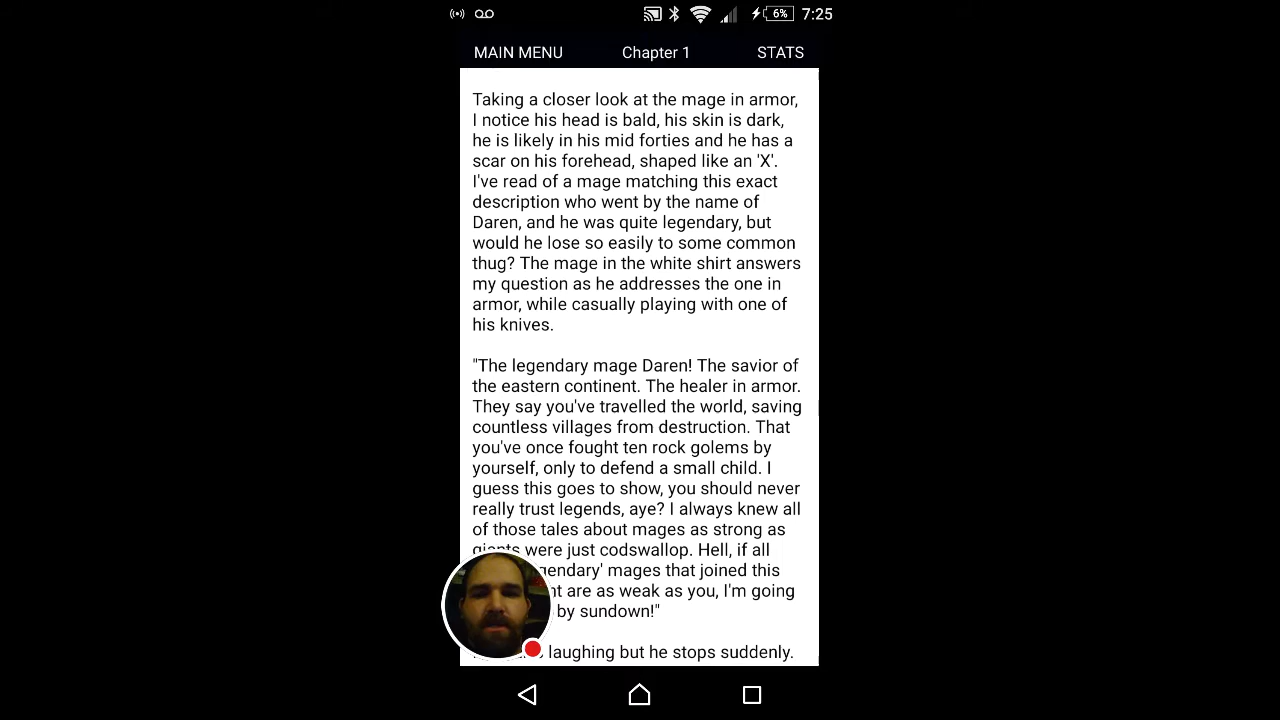 6% 7:25
MAIN MENU Chapter 1 STATS
Taking a closer look at the mage in armor,
I notice his head is bald, his skin is dark,
he is likely in his mid forties and he has a
scar on his forehead, shaped like an 'X'.
I've read of a mage matching this exact
description who went by the name of
Daren, and he was quite legendary, but
would he lose so easily to some common
thug? The mage in the white shirt answers
my question as he addresses the one in
armor, while casually playing with one of
his knives.
"The legendary mage Daren! The savior of
the eastern continent. The healer in armor.
They say you've travelled the world, saving
countless villages from destruction. That
you've once fought ten rock golems by
yourself, only to defend a small child. I
guess this goes to show, you should never
really trust legends, aye? I always knew all
of those tales about mages as strong as
giants were just codswallop. Hell, if all
mages that joined this
are as weak as you, I'm going
by sundown!"
laughing but he stops suddenly.